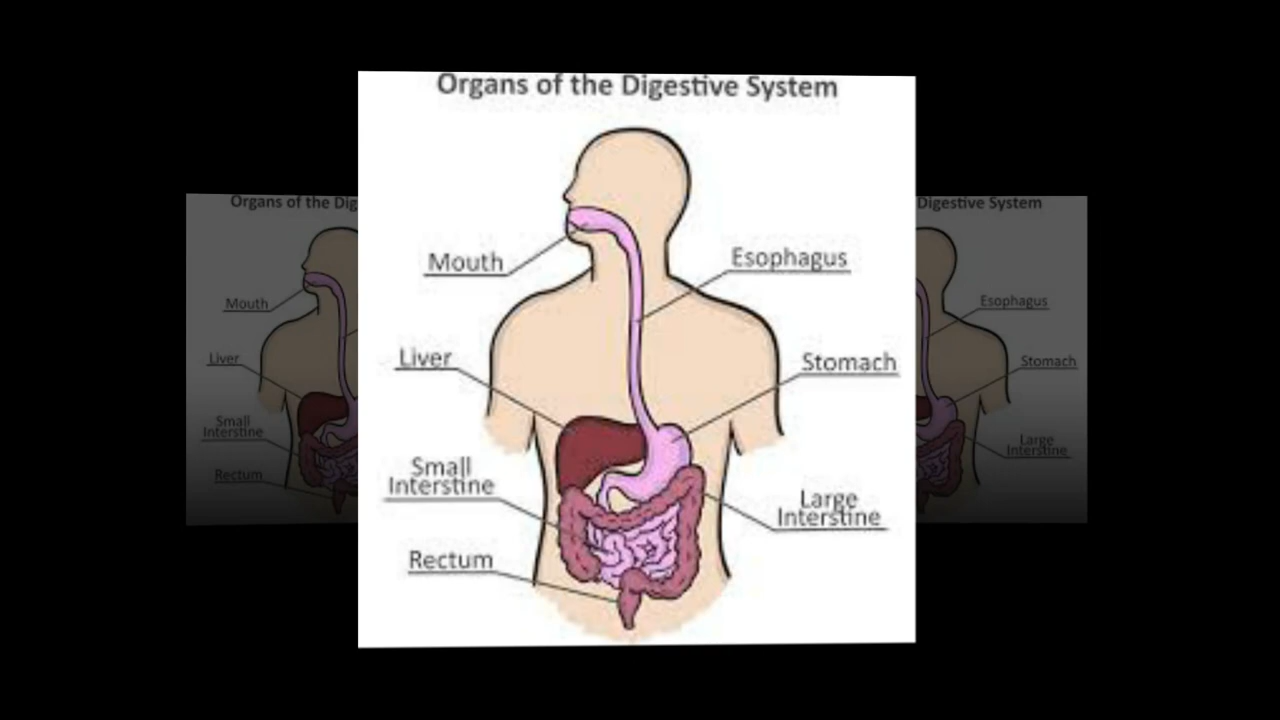 Organs of the Digestive System
Mouth
Esophagus
Liver
Stomach
Small
Interstine
Large
Interstine
Rectum
Organs of the Dig
Mouth
Liver
Small
Interstine
Rectum
Digestive System
Esophagus
Stomach
Large
Interstine